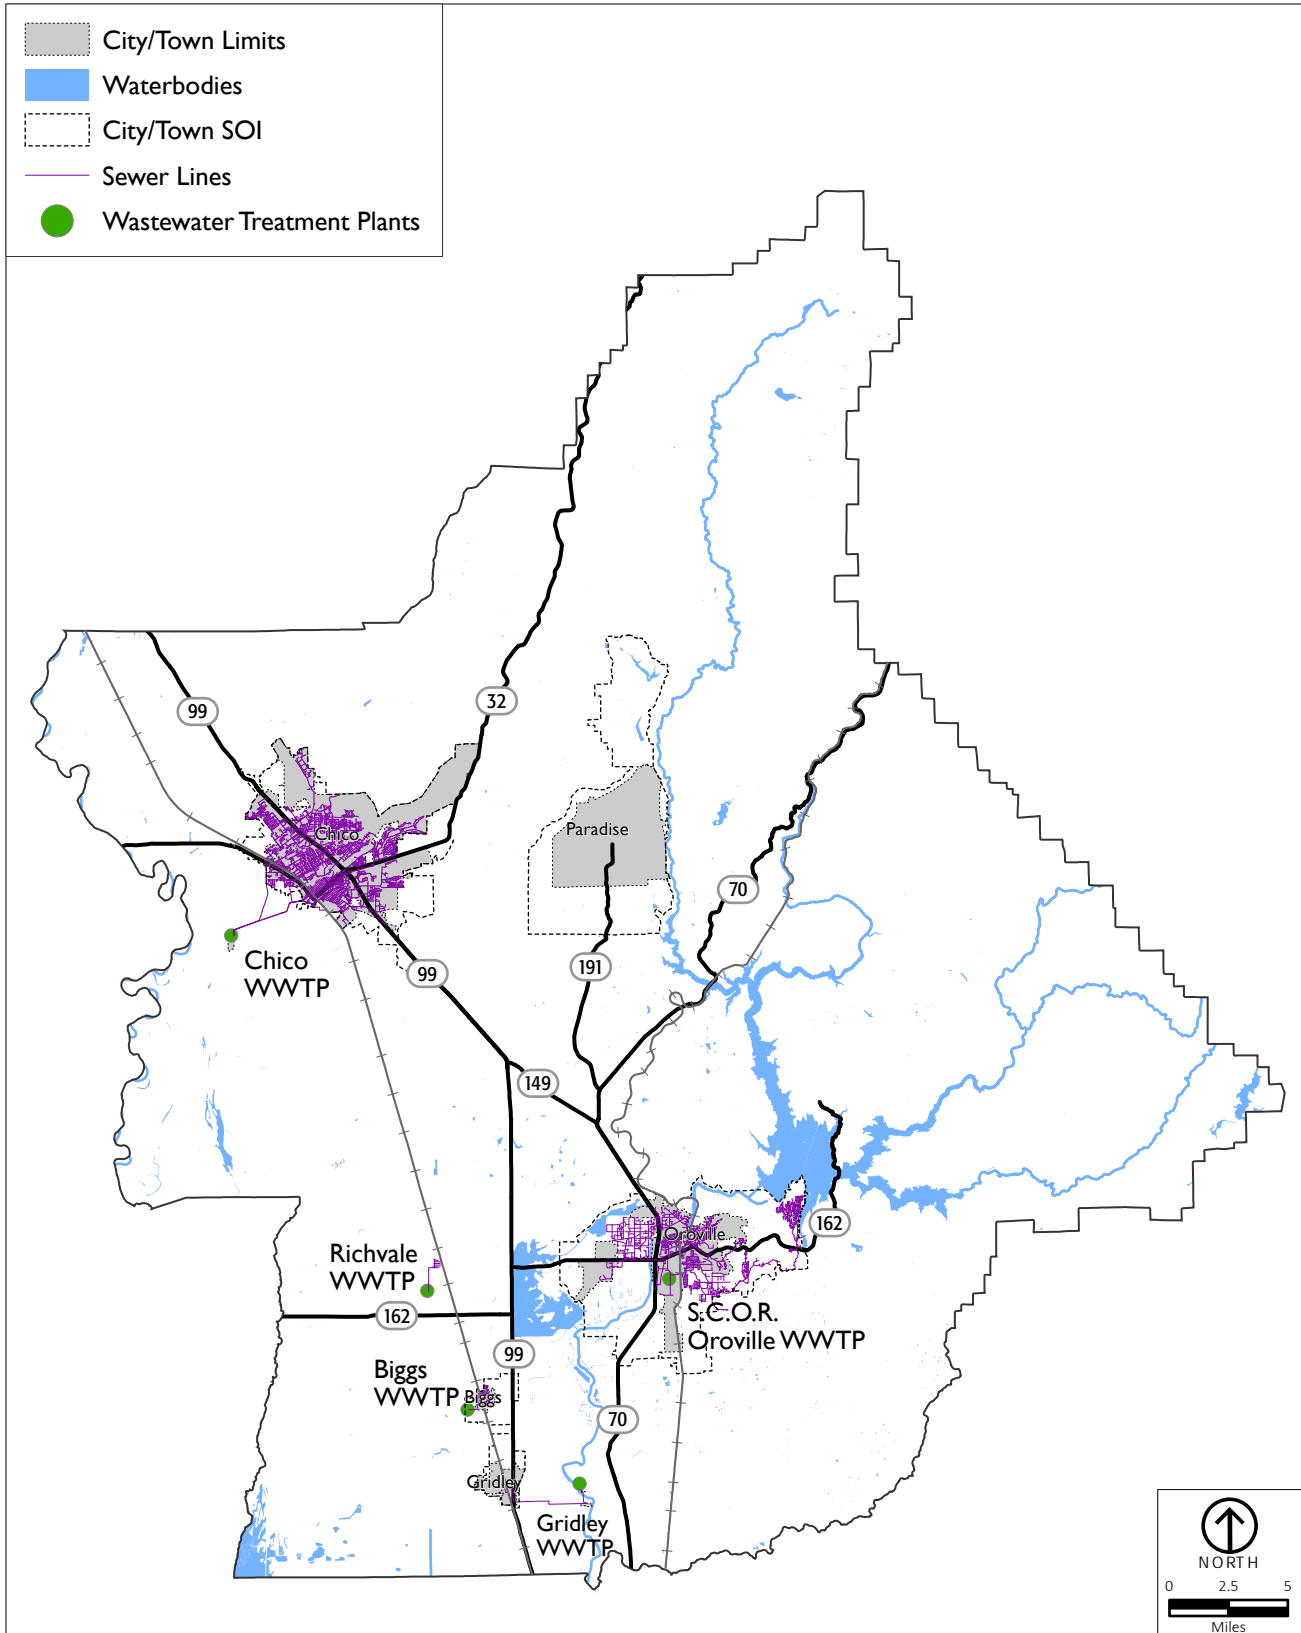 City/Town Limits
Waterbodies
City/Town SOI
Sewer Lines
Wastewater Treatment Plants
32
99
Chico
Paradise
70
Chico
WWTP
99
191
149
162
Oroville
Richvale
WWTP
162
S.C.O.R.
Oroville WWTP
99
Biggs
WWTP
Biggs
70
Gridley
Gridley
WWTP
NORTH
0 2.5 5
Miles